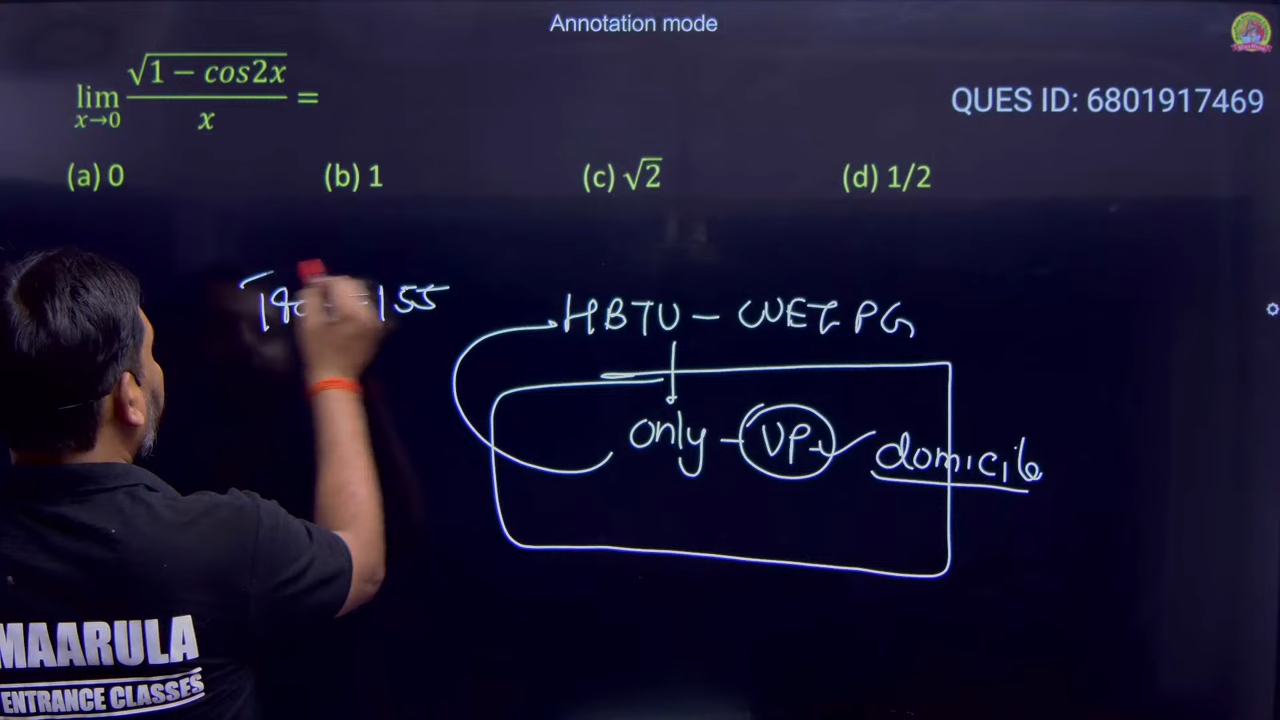 Annotation mode
lim x→0 √(1 − cos2x) / x =
QUES ID: 6801917469
(a) 0 (b) 1 (c) √2 (d) 1/2
155
HBTU – CUET PG
only – UP domicile
MAARULA
ENTRANCE CLASSES